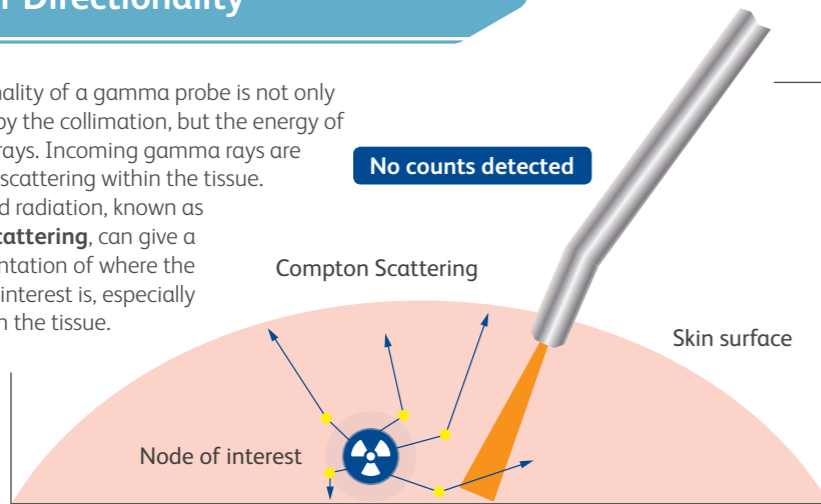 Directionality
nality of a gamma probe is not only
by the collimation, but the energy of
rays. Incoming gamma rays are
scattering within the tissue.
d radiation, known as
cattering, can give a
ntation of where the
interest is, especially
n the tissue.
No counts detected
Compton Scattering
Skin surface
Node of interest